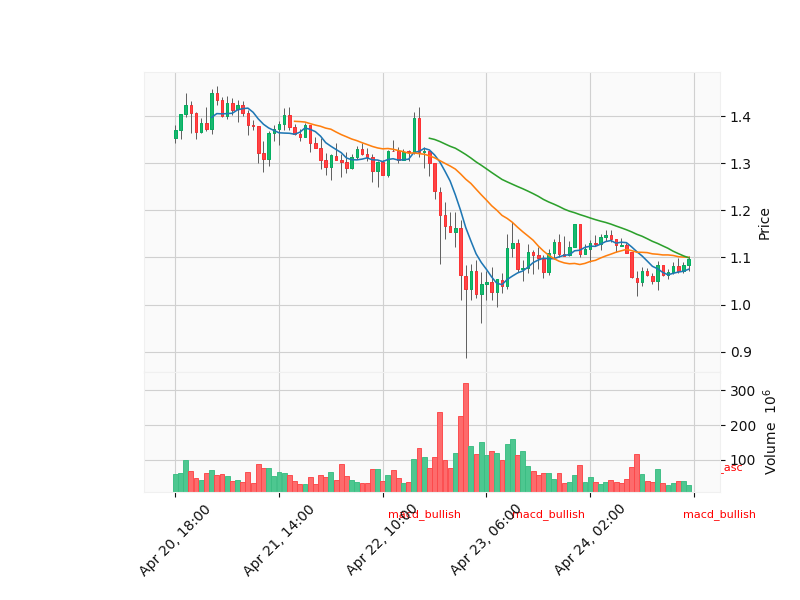 1.4
1.3
1.2
1.1
1.0
0.9
Price
300
200
100
Volume 10⁶
_asc
Apr 20, 18:00
Apr 21, 14:00
Apr 22, 10:00
Apr 23, 06:00
Apr 24, 02:00
macd_bullish
macd_bullish
macd_bullish